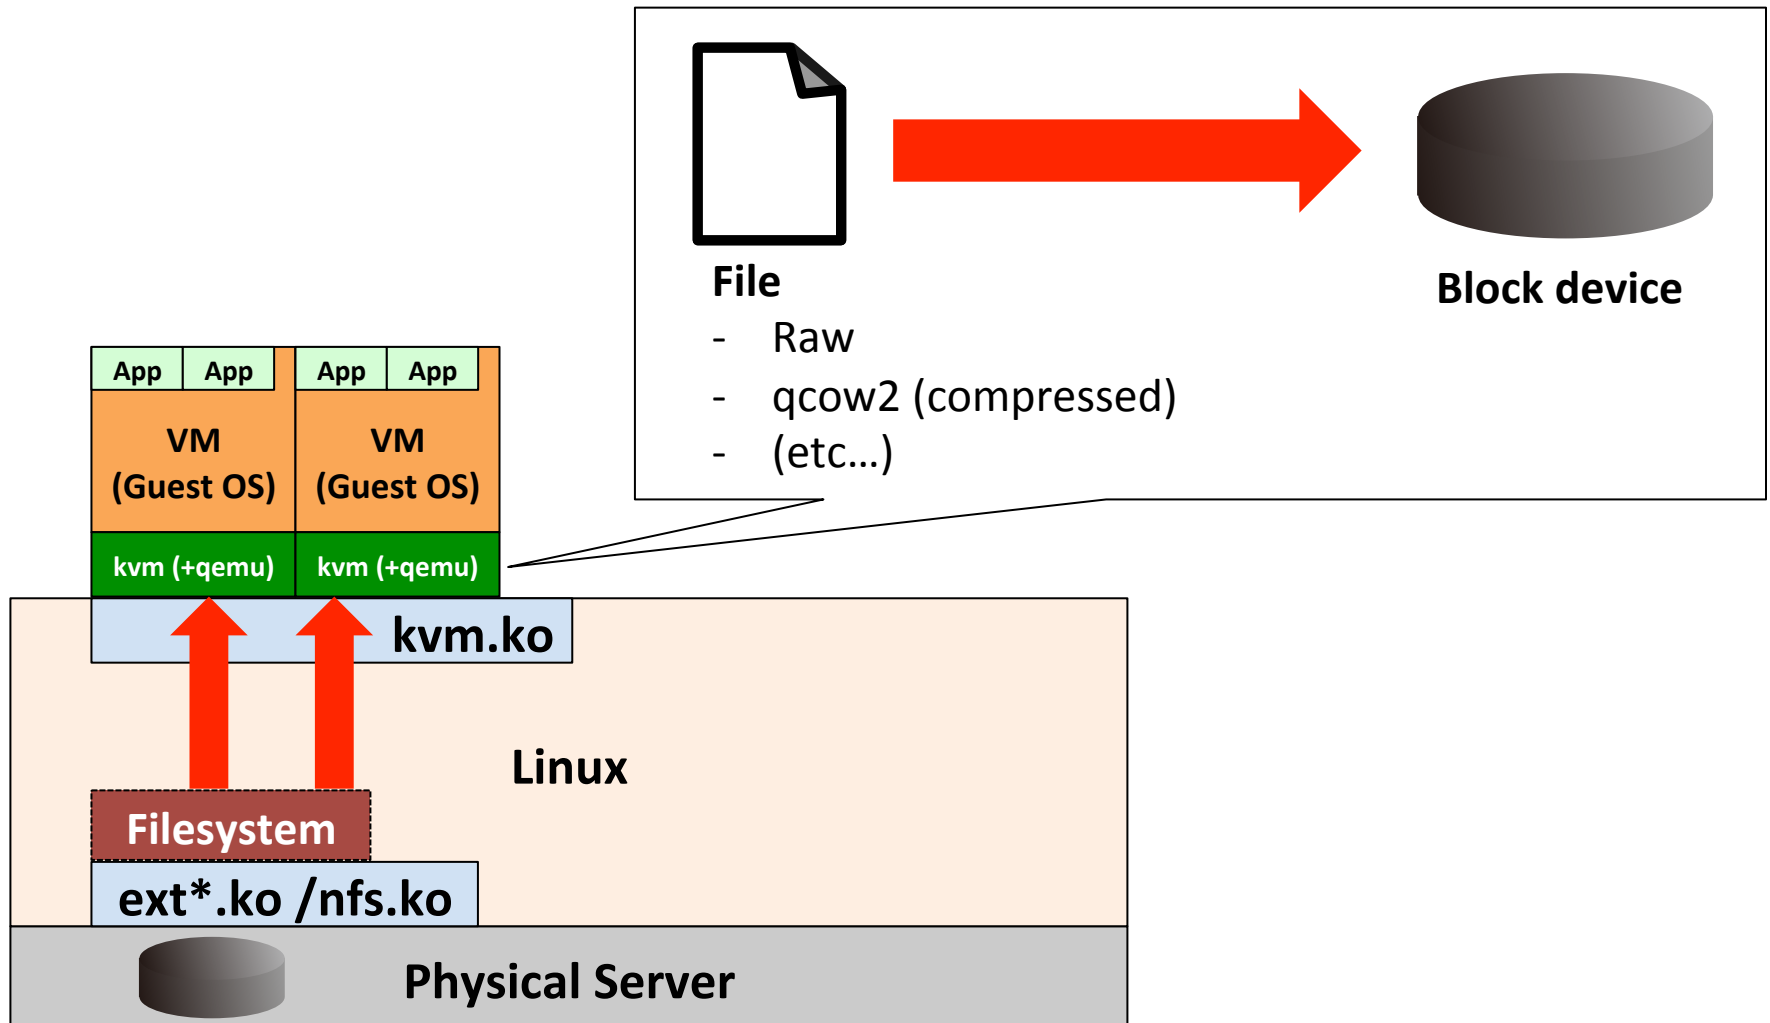 File
- Raw
- qcow2 (compressed)
- (etc...)
Block device
App App App App
VM
(Guest OS)
VM
(Guest OS)
kvm (+qemu) kvm (+qemu)
kvm.ko
Linux
Filesystem
ext*.ko /nfs.ko
Physical Server